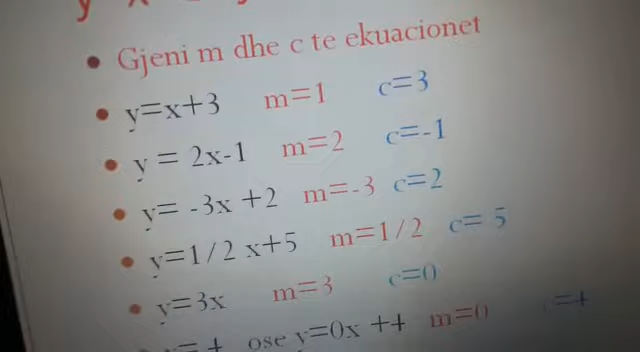 Gjeni m dhe c te ekuacionet
y=x+3 m=1 c=3
y = 2x-1 m=2 c=-1
y= -3x +2 m=-3 c=2
y=1/2 x+5 m=1/2 c= 5
y=3x m=3 c=0
ose y=0x +4 m=0